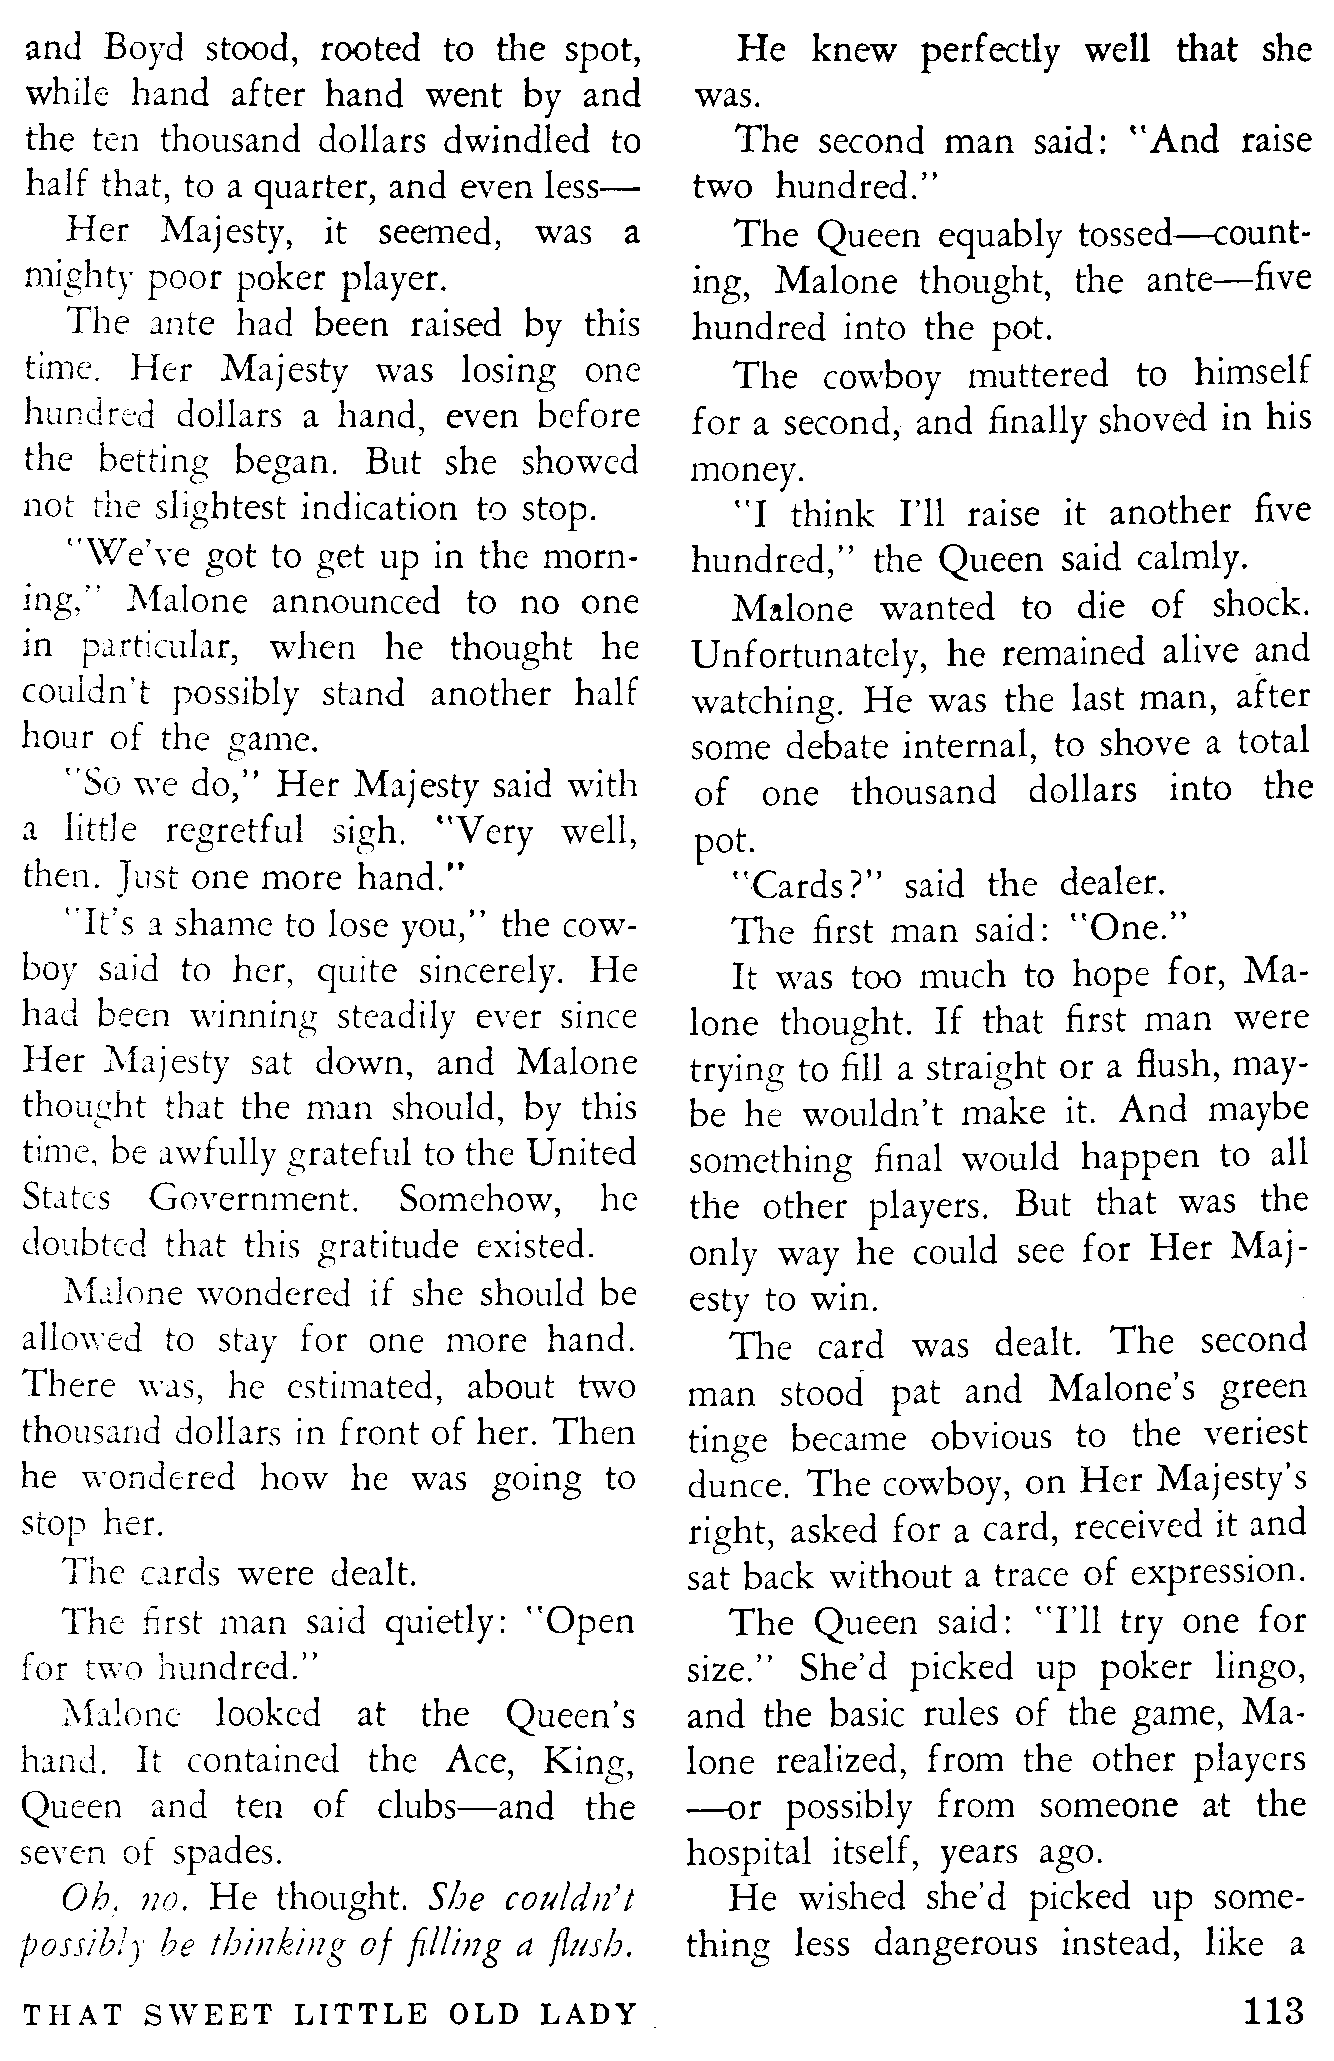 and Boyd stood, rooted to the spot,
while hand after hand went by and
the ten thousand dollars dwindled to
half that, to a quarter, and even less—
Her Majesty, it seemed, was a
mighty poor poker player.
The ante had been raised by this
time. Her Majesty was losing one
hundred dollars a hand, even before
the betting began. But she showed
not the slightest indication to stop.
"We've got to get up in the morn-
ing," Malone announced to no one
in particular, when he thought he
couldn't possibly stand another half
hour of the game.
"So we do," Her Majesty said with
a little regretful sigh. "Very well,
then. Just one more hand."
"It's a shame to lose you," the cow-
boy said to her, quite sincerely. He
had been winning steadily ever since
Her Majesty sat down, and Malone
thought that the man should, by this
time, be awfully grateful to the United
States Government. Somehow, he
doubted that this gratitude existed.
Malone wondered if she should be
allowed to stay for one more hand.
There was, he estimated, about two
thousand dollars in front of her. Then
he wondered how he was going to
stop her.
The cards were dealt.
The first man said quietly: "Open
for two hundred."
Malone looked at the Queen's
hand. It contained the Ace, King,
Queen and ten of clubs—and the
seven of spades.
Oh, no. He thought. She couldn't
possibly be thinking of filling a flush.
He knew perfectly well that she
was.
The second man said: "And raise
two hundred."
The Queen equably tossed—count-
ing, Malone thought, the ante—five
hundred into the pot.
The cowboy muttered to himself
for a second, and finally shoved in his
money.
"I think I'll raise it another five
hundred," the Queen said calmly.
Malone wanted to die of shock.
Unfortunately, he remained alive and
watching. He was the last man, after
some debate internal, to shove a total
of one thousand dollars into the
pot.
"Cards?" said the dealer.
The first man said: "One."
It was too much to hope for, Ma-
lone thought. If that first man were
trying to fill a straight or a flush, may-
be he wouldn't make it. And maybe
something final would happen to all
the other players. But that was the
only way he could see for Her Maj-
esty to win.
The card was dealt. The second
man stood pat and Malone's green
tinge became obvious to the veriest
dunce. The cowboy, on Her Majesty's
right, asked for a card, received it and
sat back without a trace of expression.
The Queen said: "I'll try one for
size." She'd picked up poker lingo,
and the basic rules of the game, Ma-
lone realized, from the other players
—or possibly from someone at the
hospital itself, years ago.
He wished she'd picked up some-
thing less dangerous instead, like a
THAT SWEET LITTLE OLD LADY
113